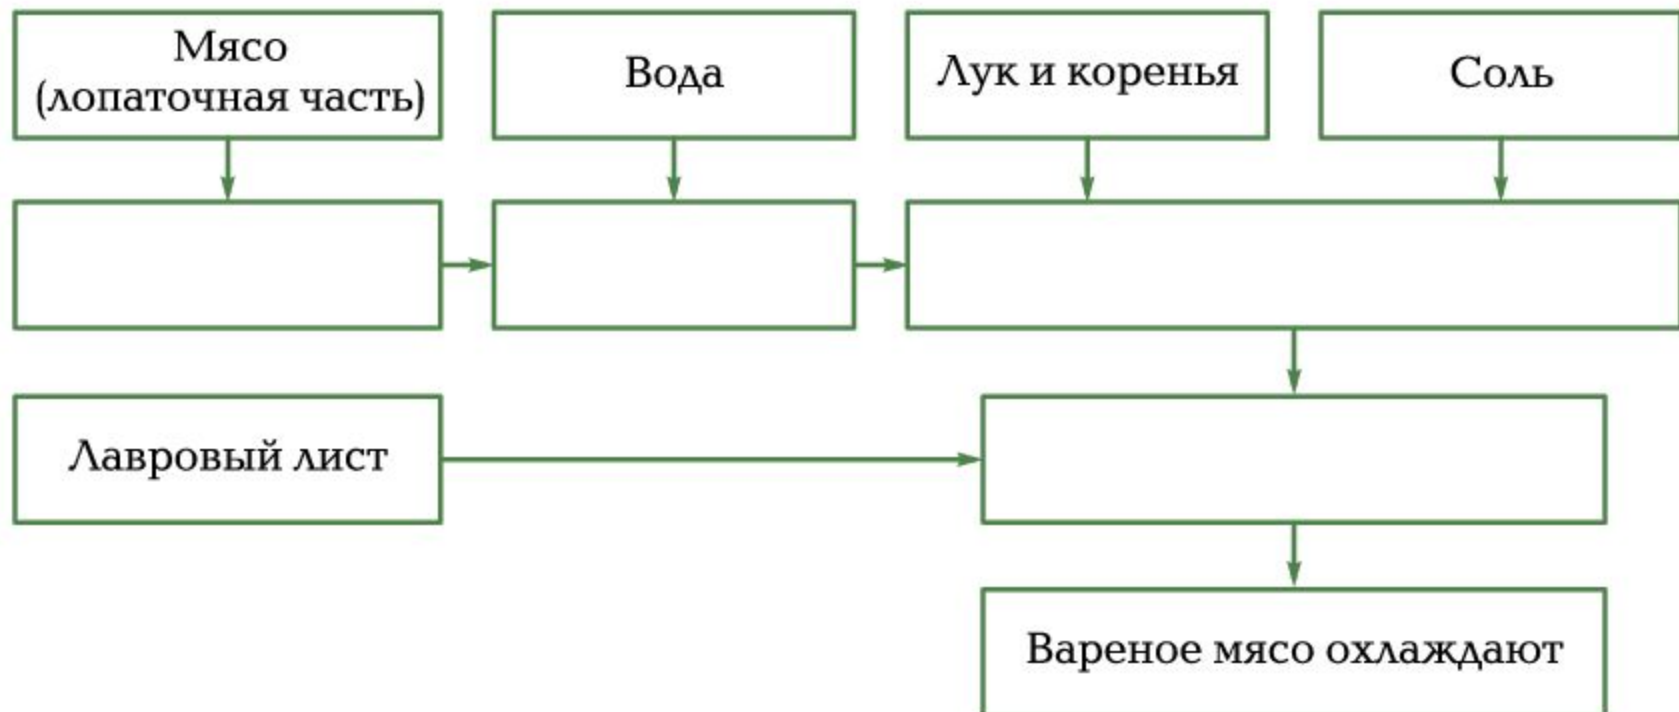 Мясо
(лопаточная часть)
Вода
Лук и коренья
Соль
Лавровый лист
Вареное мясо охлаждают